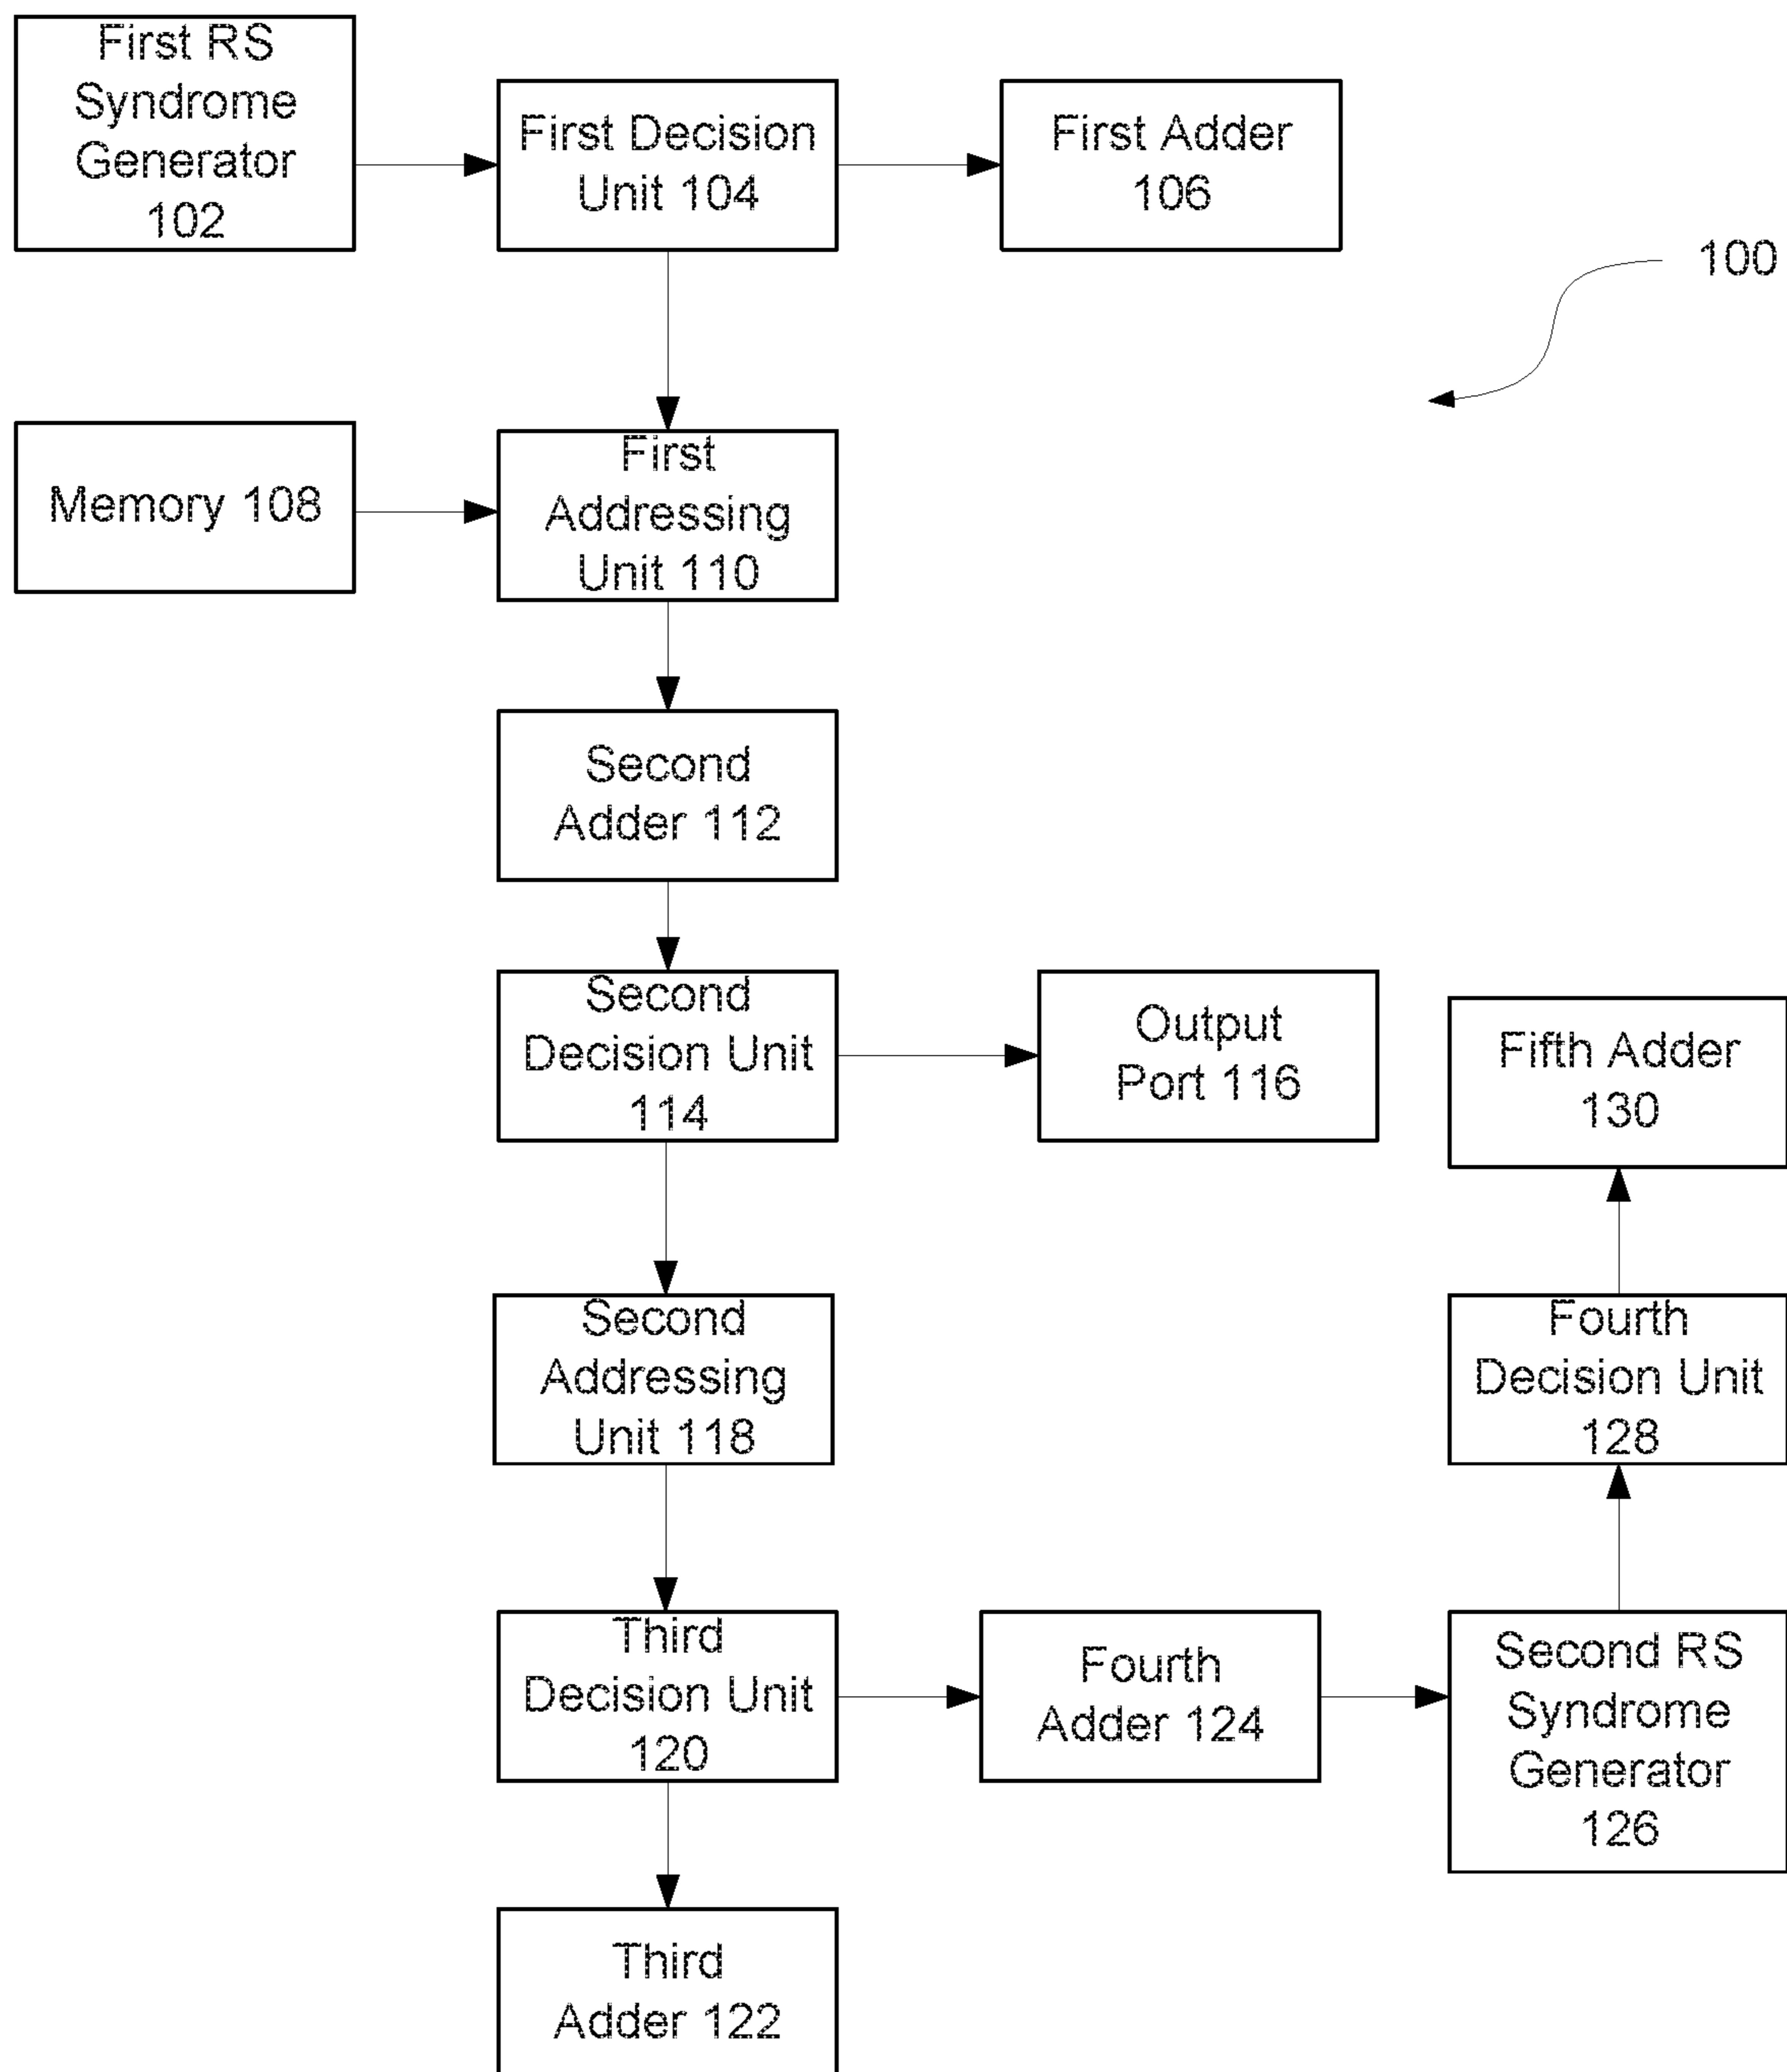 First RS
Syndrome
Generator
102
First Decision
Unit 104
First Adder
106
100
Memory 108
First
Addressing
Unit 110
Second
Adder 112
Second
Decision Unit
114
Output
Port 116
Fifth Adder
130
Second
Addressing
Unit 118
Fourth
Decision Unit
128
Third
Decision Unit
120
Fourth
Adder 124
Second RS
Syndrome
Generator
126
Third
Adder 122